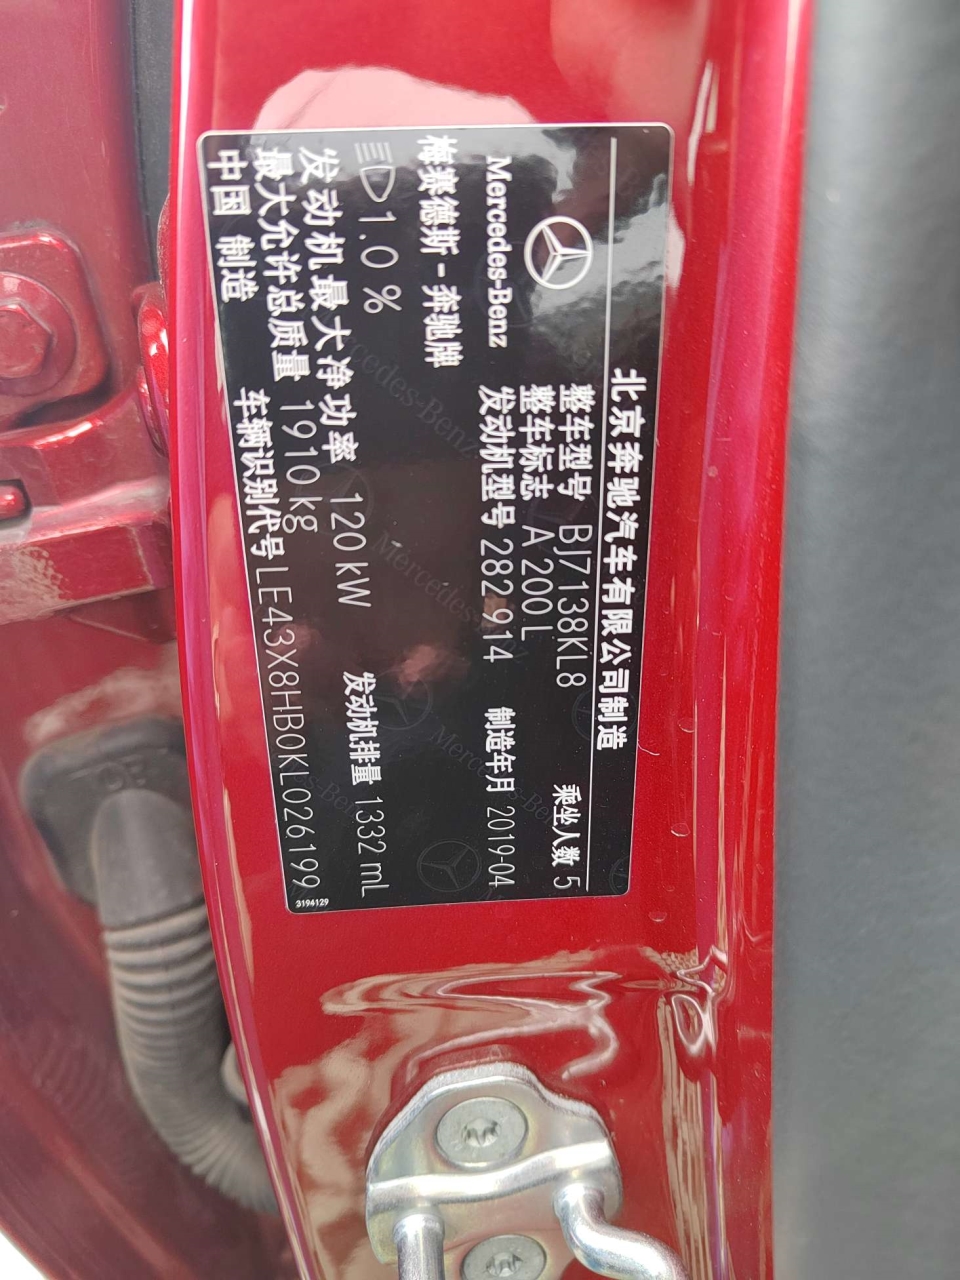 北京奔驰汽车有限公司制造
Mercedes-Benz
梅赛德斯-奔驰牌
整车型号 BJ7138KL8 乘坐人数 5
整车标志 A 200 L
发动机型号 282 914 制造年月 2019-04
1.0 %
发动机最大净功率 120 kW 发动机排量 1332 mL
最大允许总质量 1910 kg
中国 制造 车辆识别代号 LE43X8HB0KL026199
3194129